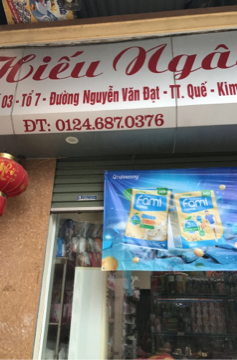 Hiếu Ngâ
03 - Tổ 7 - Đường Nguyễn Văn Đạt - TT. Quế - Kim
ĐT: 0124.687.0376
Fami
Fami